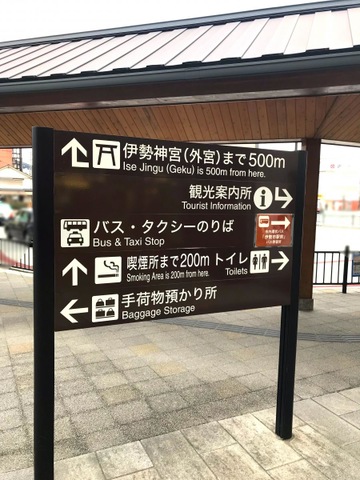 伊勢神宮(外宮)まで500m
Ise Jingu (Geku) is 500m from here.
観光案内所
Tourist Information
バス・タクシーのりば
Bus & Taxi Stop
喫煙所まで200m トイレ
Smoking Area is 200m from here. Toilets
手荷物預かり所
Baggage Storage